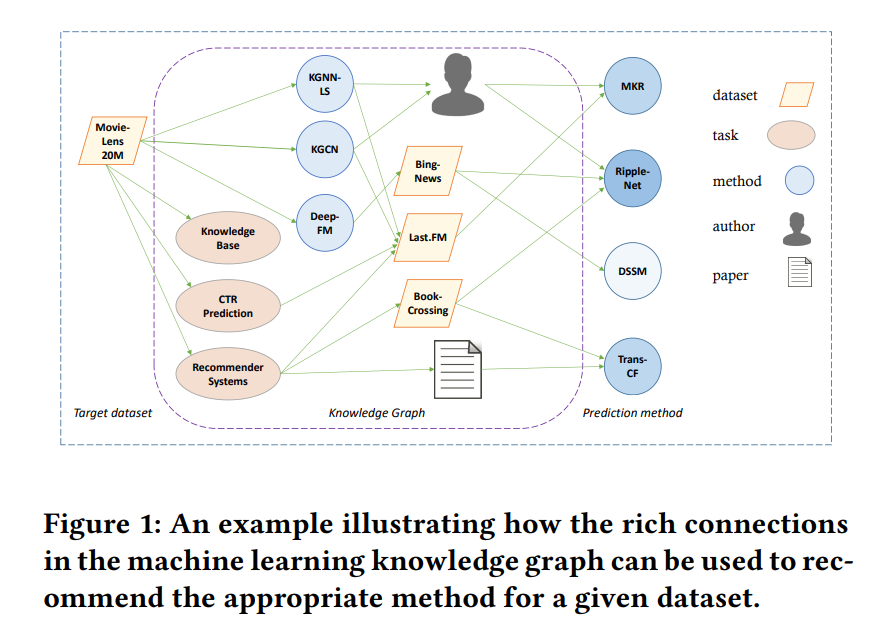 Movie-
Lens
20M
KGNN-
LS
KGCN
Deep-
FM
Knowledge
Base
CTR
Prediction
Recommender
Systems
Bing-
News
Last.FM
Book-
Crossing
MKR
Ripple-
Net
DSSM
Trans-
CF
dataset
task
method
author
paper
Target dataset
Knowledge Graph
Prediction method
Figure 1: An example illustrating how the rich connections
in the machine learning knowledge graph can be used to rec-
ommend the appropriate method for a given dataset.